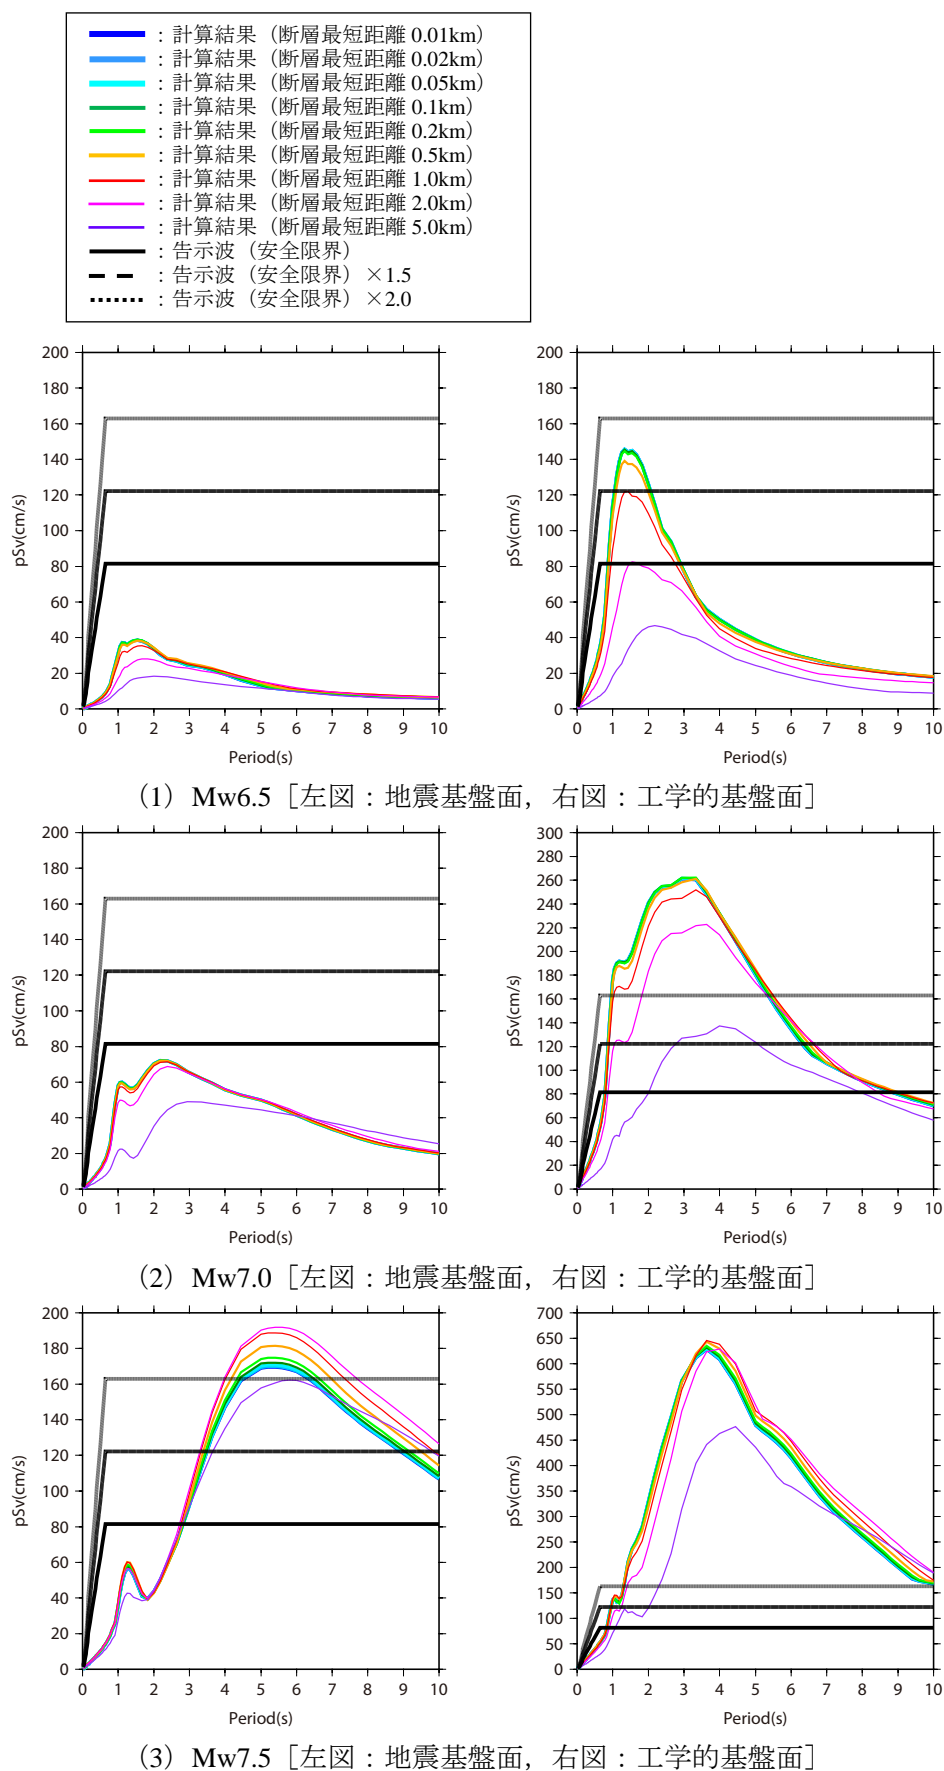 ：計算結果（断層最短距離 0.01km）
：計算結果（断層最短距離 0.02km）
：計算結果（断層最短距離 0.05km）
：計算結果（断層最短距離 0.1km）
：計算結果（断層最短距離 0.2km）
：計算結果（断層最短距離 0.5km）
：計算結果（断層最短距離 1.0km）
：計算結果（断層最短距離 2.0km）
：計算結果（断層最短距離 5.0km）
：告示波（安全限界）
：告示波（安全限界）×1.5
：告示波（安全限界）×2.0
200
180
160
140
120
100
80
60
40
20
0
pSv(cm/s)
0 1 2 3 4 5 6 7 8 9 10
Period(s)
200
180
160
140
120
100
80
60
40
20
0
pSv(cm/s)
0 1 2 3 4 5 6 7 8 9 10
Period(s)
（1）Mw6.5［左図：地震基盤面，右図：工学的基盤面］
200
180
160
140
120
100
80
60
40
20
0
pSv(cm/s)
0 1 2 3 4 5 6 7 8 9 10
Period(s)
300
280
260
240
220
200
180
160
140
120
100
80
60
40
20
0
pSv(cm/s)
0 1 2 3 4 5 6 7 8 9 10
Period(s)
（2）Mw7.0［左図：地震基盤面，右図：工学的基盤面］
200
180
160
140
120
100
80
60
40
20
0
pSv(cm/s)
0 1 2 3 4 5 6 7 8 9 10
Period(s)
700
650
600
550
500
450
400
350
300
250
200
150
100
50
0
pSv(cm/s)
0 1 2 3 4 5 6 7 8 9 10
Period(s)
（3）Mw7.5［左図：地震基盤面，右図：工学的基盤面］